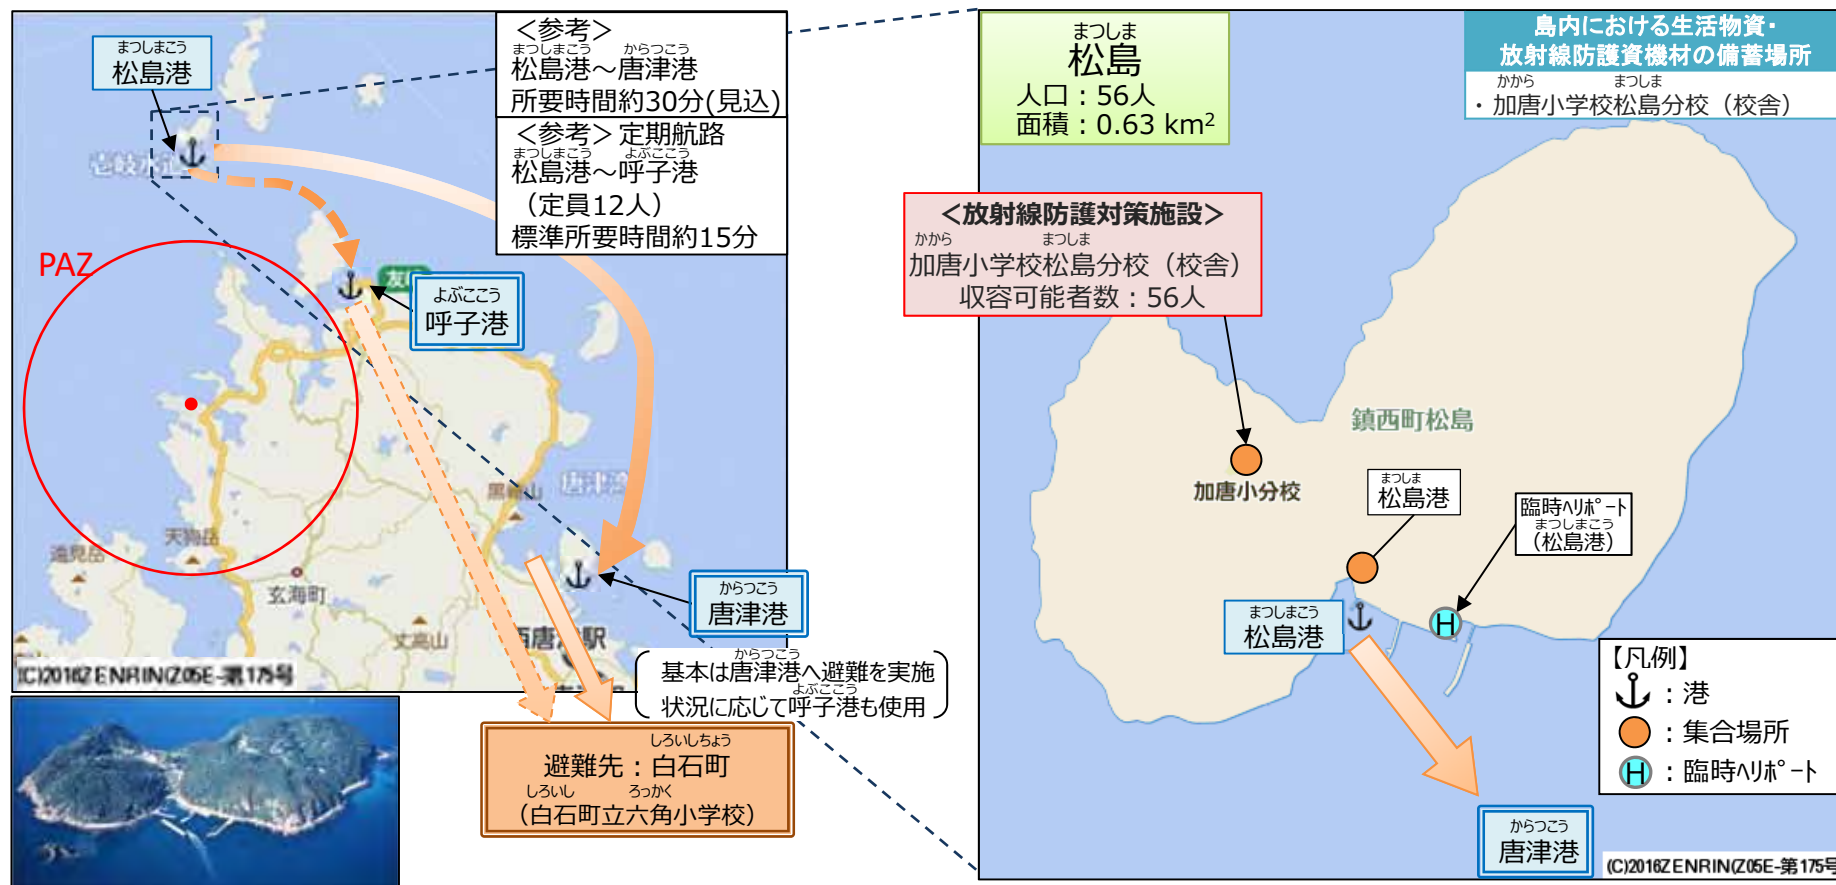 まつしまこう
松島港
<参考>
まつしまこう からつこう
松島港～唐津港
所要時間約30分(見込)
<参考>定期航路
まつしまこう よぶここう
松島港～呼子港
（定員12人）
標準所要時間約15分
壱岐水道
PAZ
よぶここう
呼子港
黒崎山
唐津湾
天狗岳
遠見岳
玄海町
丈高山
からつこう
唐津港
(C)2016ZENRIN(Z05E-第175号
からつこう
基本は唐津港へ避難を実施
よぶここう
状況に応じて呼子港も使用
しろいしちょう
避難先：白石町
しろいし ろっかく
（白石町立六角小学校）
まつしま
松島
人口：56人
面積：0.63 km²
島内における生活物資・
放射線防護資機材の備蓄場所
かから まつしま
・加唐小学校松島分校（校舎）
＜放射線防護対策施設＞
かから まつしま
加唐小学校松島分校（校舎）
収容可能者数：56人
鎮西町松島
加唐小分校
まつしま
松島港
臨時ﾍﾘﾎﾟｰﾄ
まつしまこう
（松島港）
まつしまこう
松島港
H
【凡例】
：港
：集合場所
H：臨時ﾍﾘﾎﾟｰﾄ
からつこう
唐津港
(C)2016ZENRIN(Z05E-第175号